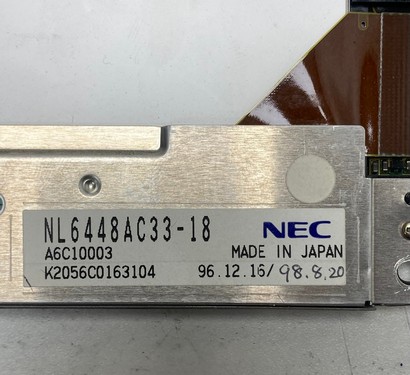 NL6448AC33-18 NEC
A6C10003 MADE IN JAPAN
K2056C0163104 96.12.16/98.8.20